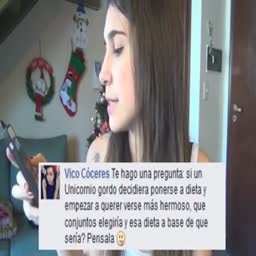 Vico Cóceres Te hago una pregunta: si un
Unicornio gordo decidiera ponerse a dieta y
empezar a querer verse más hermoso, que
conjuntos elegiría y esa dieta a base de que
sería? Pensala